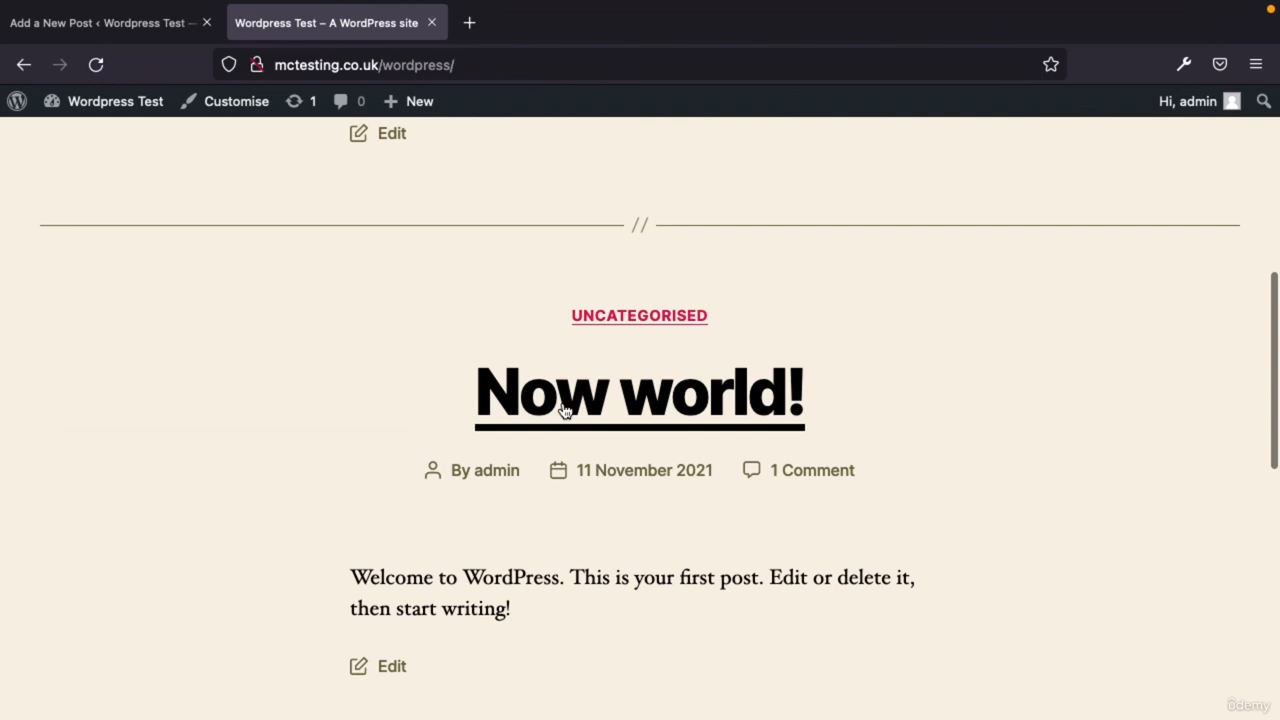 Add a New Post ‹ Wordpress Test —
Wordpress Test – A WordPress site
mctesting.co.uk/wordpress/
Wordpress Test Customise 1 0 New Hi, admin
Edit
//
UNCATEGORISED
Now world!
By admin 11 November 2021 1 Comment
Welcome to WordPress. This is your first post. Edit or delete it,
then start writing!
Edit
ûdemy